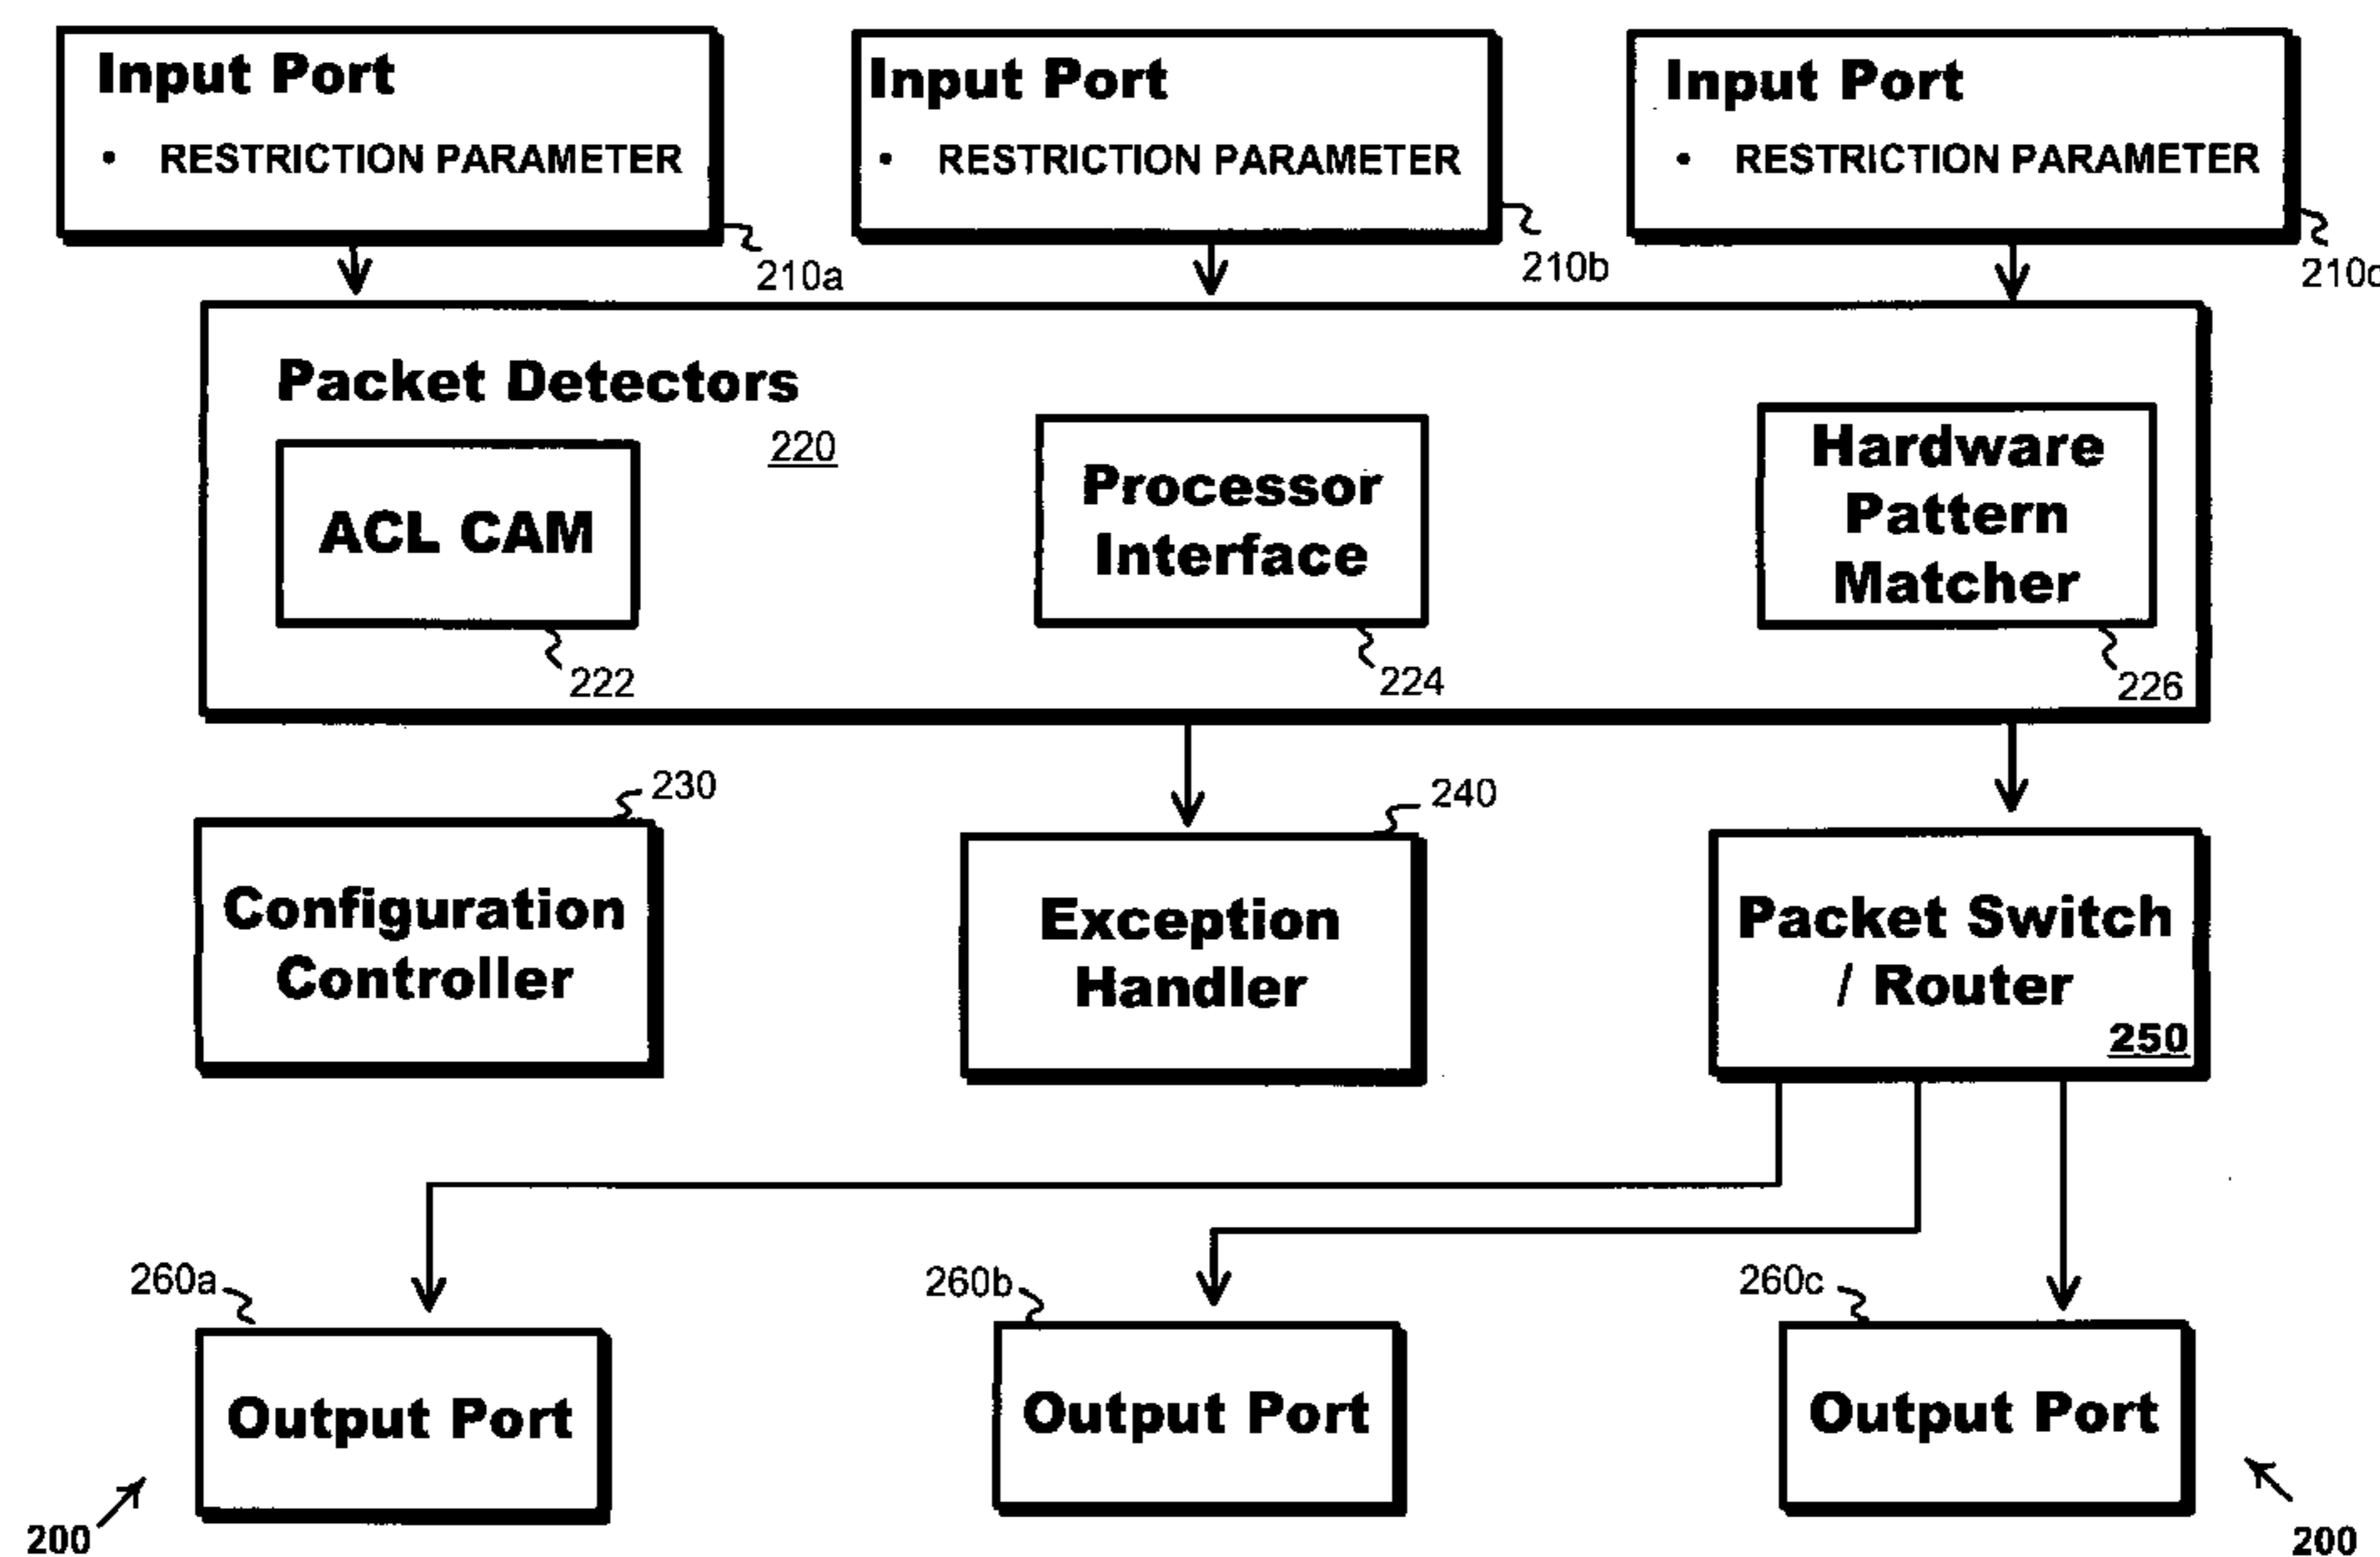 Input Port
• RESTRICTION PARAMETER
210a
Input Port
• RESTRICTION PARAMETER
210b
Input Port
• RESTRICTION PARAMETER
210c
Packet Detectors
220
ACL CAM
222
Processor
Interface
224
Hardware
Pattern
Matcher
226
230
Configuration
Controller
240
Exception
Handler
Packet Switch
/ Router
250
260a
Output Port
260b
Output Port
260c
Output Port
200
200